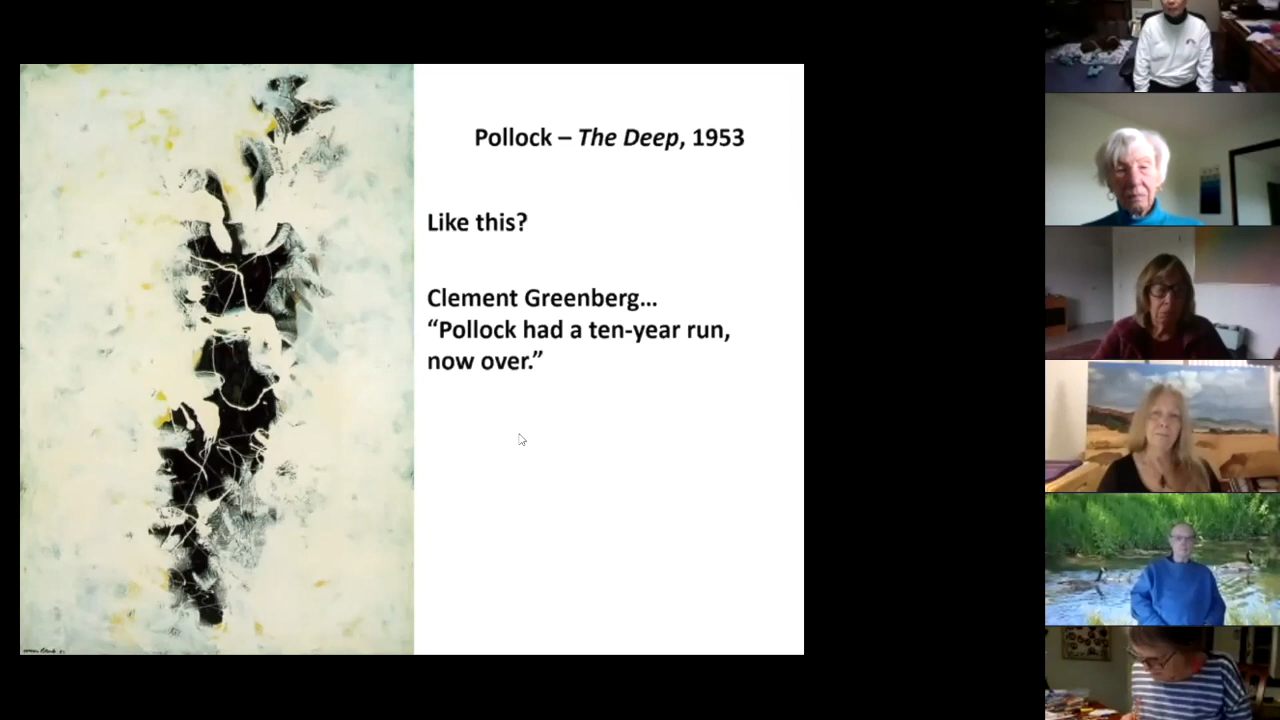 Pollock – The Deep, 1953
Like this?
Clement Greenberg…
“Pollock had a ten-year run,
now over.”